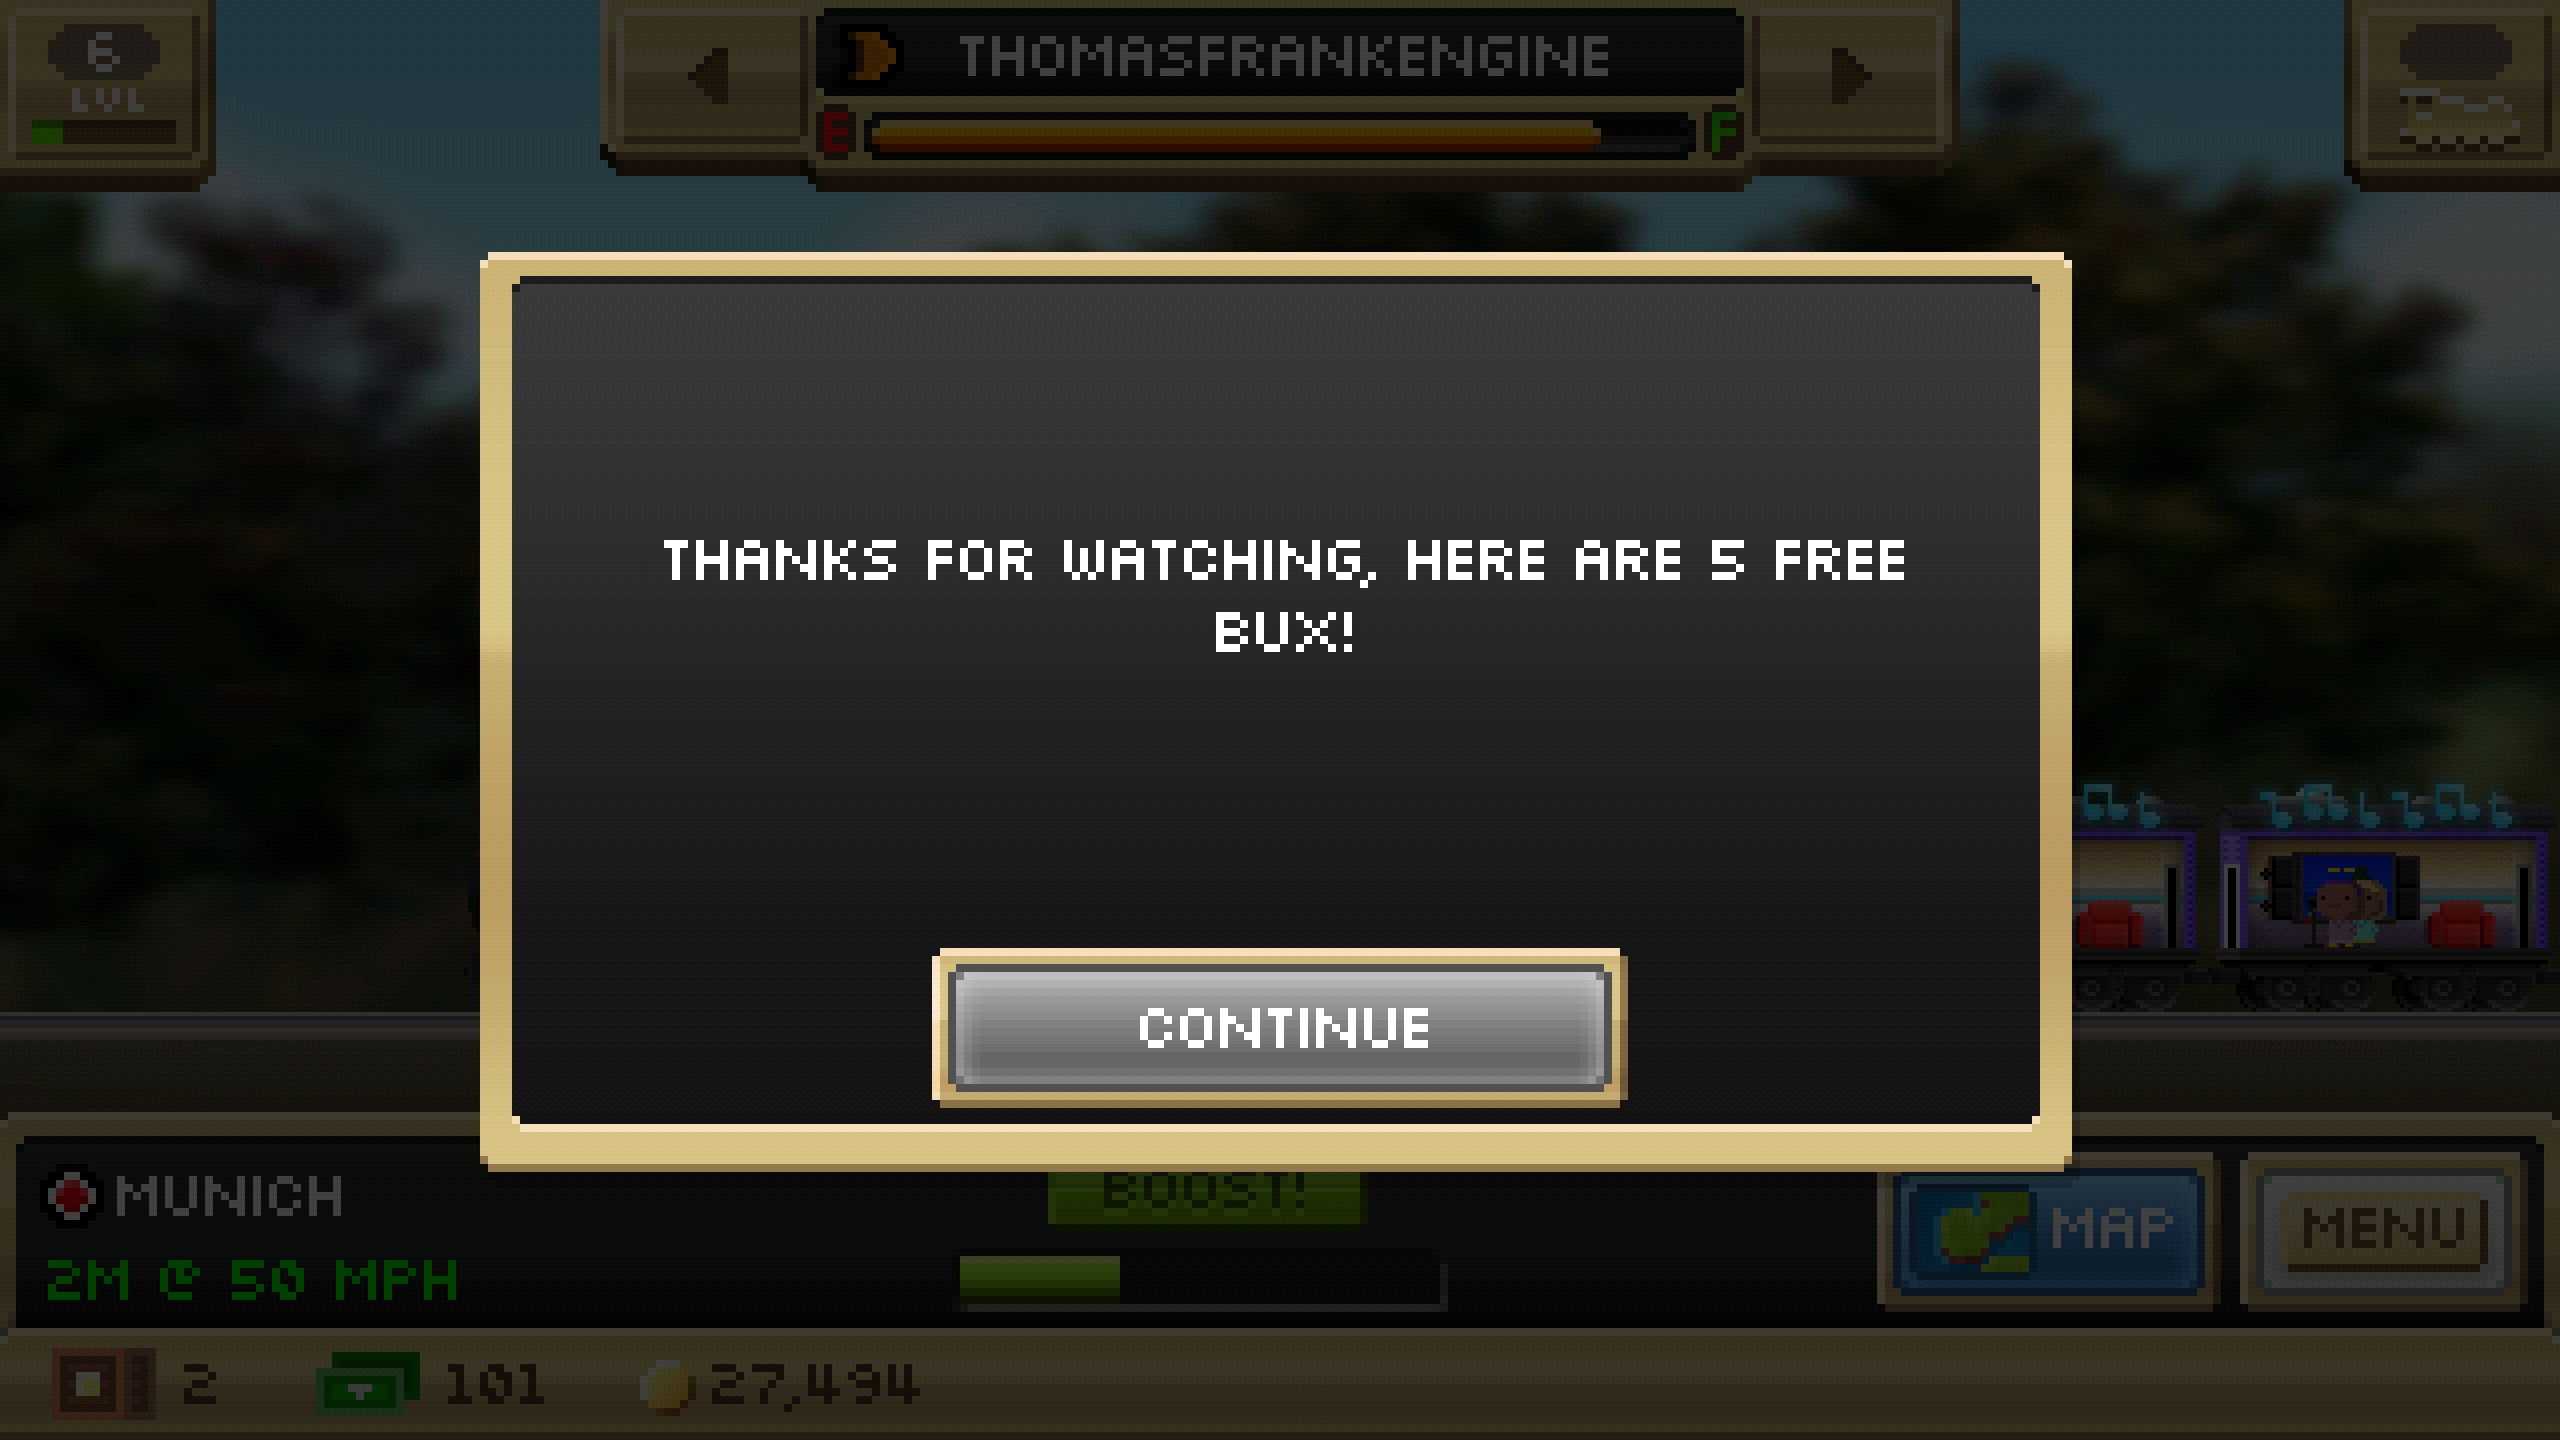 6
LVL
THOMASFRANKENGINE
E F
THANKS FOR WATCHING, HERE ARE 5 FREE
BUX!
CONTINUE
MUNICH
BOOST!
MAP
MENU
2M @ 50 MPH
2 101 27,494